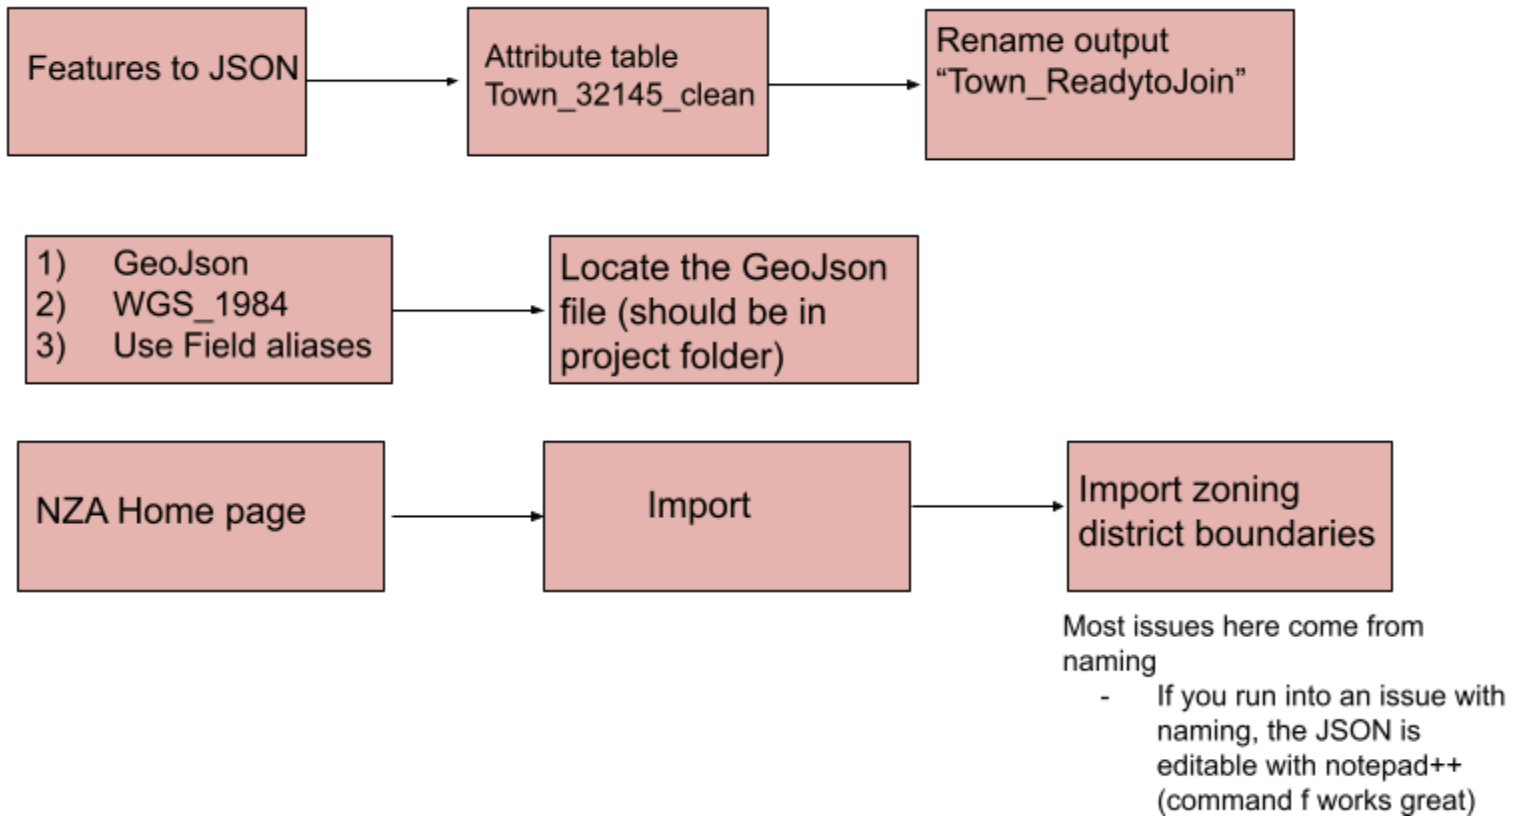 Features to JSON
Attribute table
Town_32145_clean
Rename output
“Town_ReadytoJoin”
1) GeoJson
2) WGS_1984
3) Use Field aliases
Locate the GeoJson
file (should be in
project folder)
NZA Home page
Import
Import zoning
district boundaries
Most issues here come from
naming
- If you run into an issue with
naming, the JSON is
editable with notepad++
(command f works great)